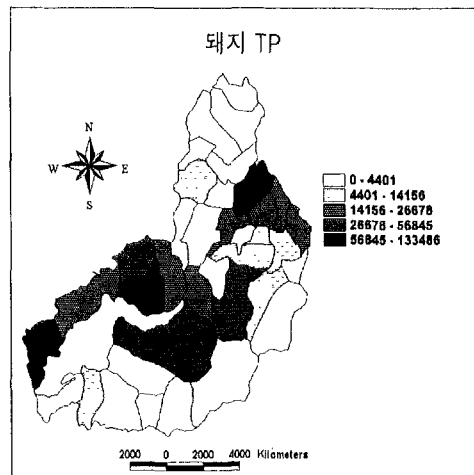 돼지 TP
N
W E
S
0 - 4401
4401 - 14156
14156 - 26678
26678 - 56845
56845 - 133486
2000 0 2000 4000 Kilometers